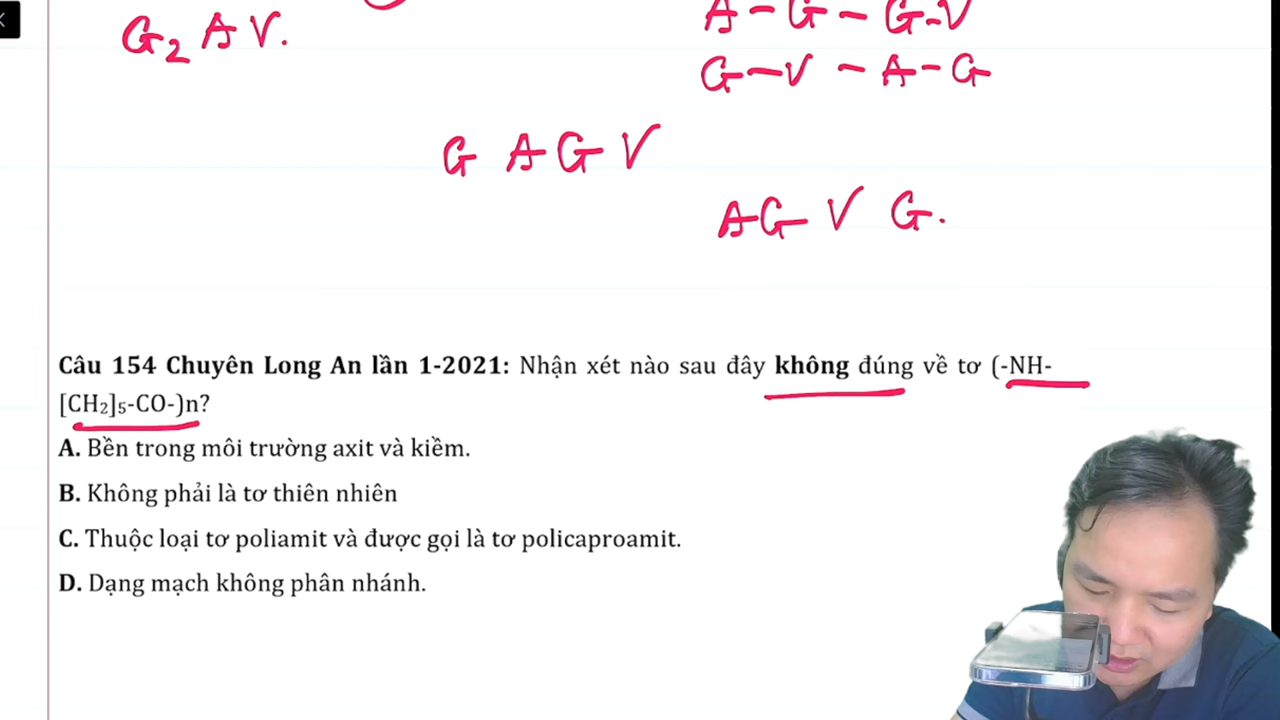 A - G - G - V
G2 A V.
G - V - A - G
G A G V
A G V G.
Câu 154 Chuyên Long An lần 1-2021: Nhận xét nào sau đây không đúng về tơ (-NH-
[CH2]5-CO-)n?
A. Bền trong môi trường axit và kiềm.
B. Không phải là tơ thiên nhiên
C. Thuộc loại tơ poliamit và được gọi là tơ policaproamit.
D. Dạng mạch không phân nhánh.